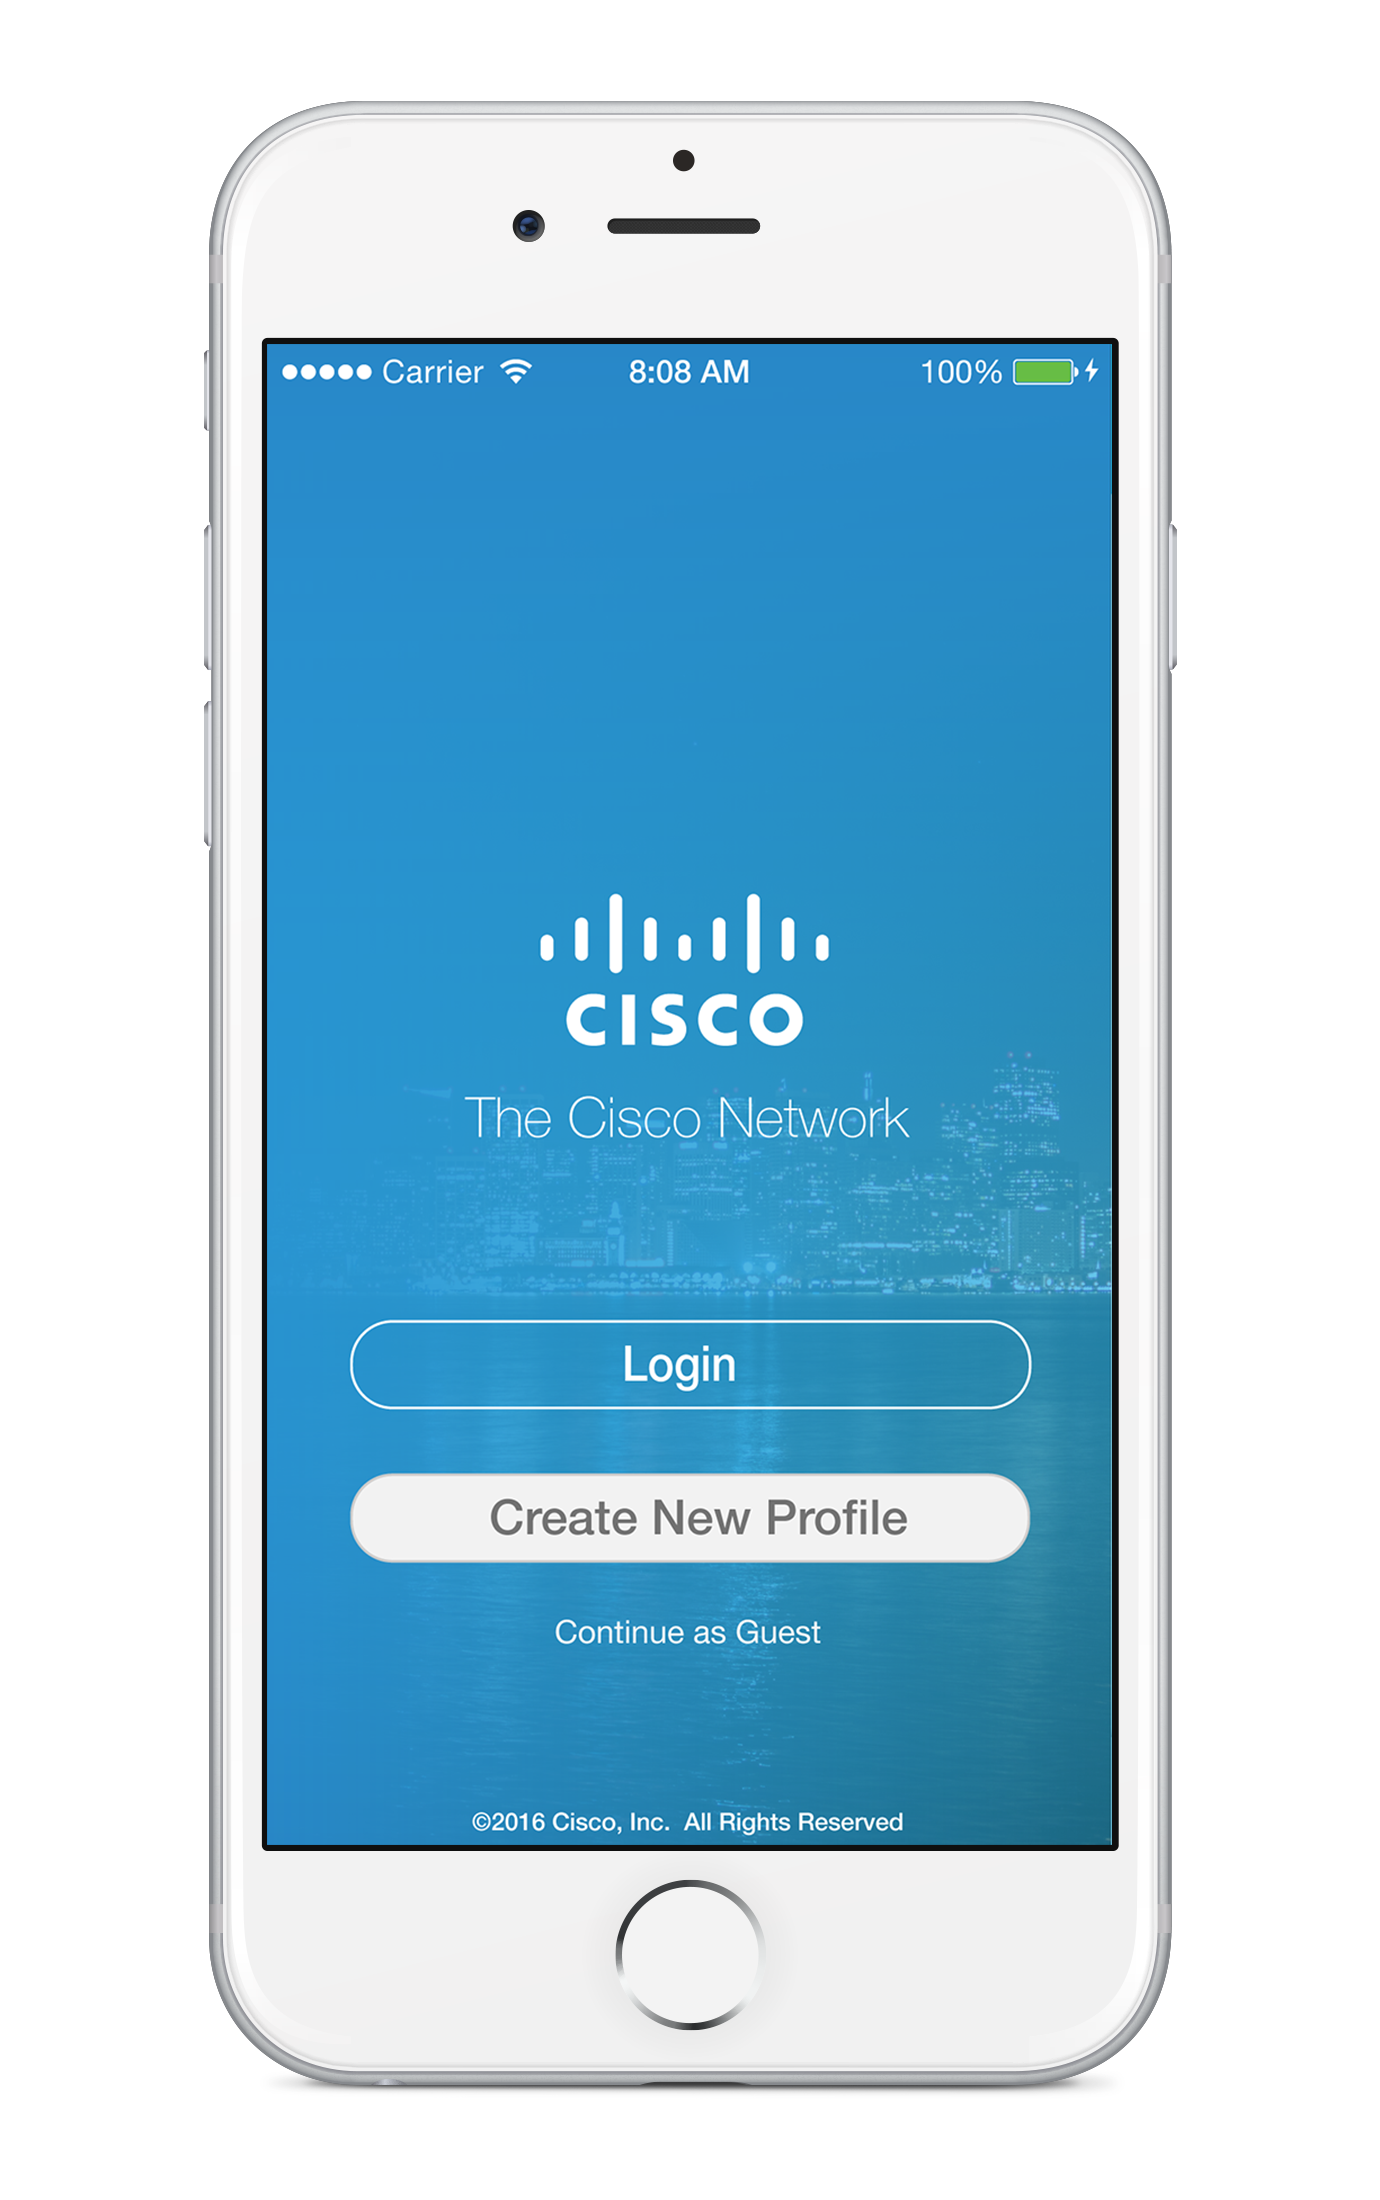 Carrier 8:08 AM 100%
CISCO
The Cisco Network
Login
Create New Profile
Continue as Guest
©2016 Cisco, Inc. All Rights Reserved